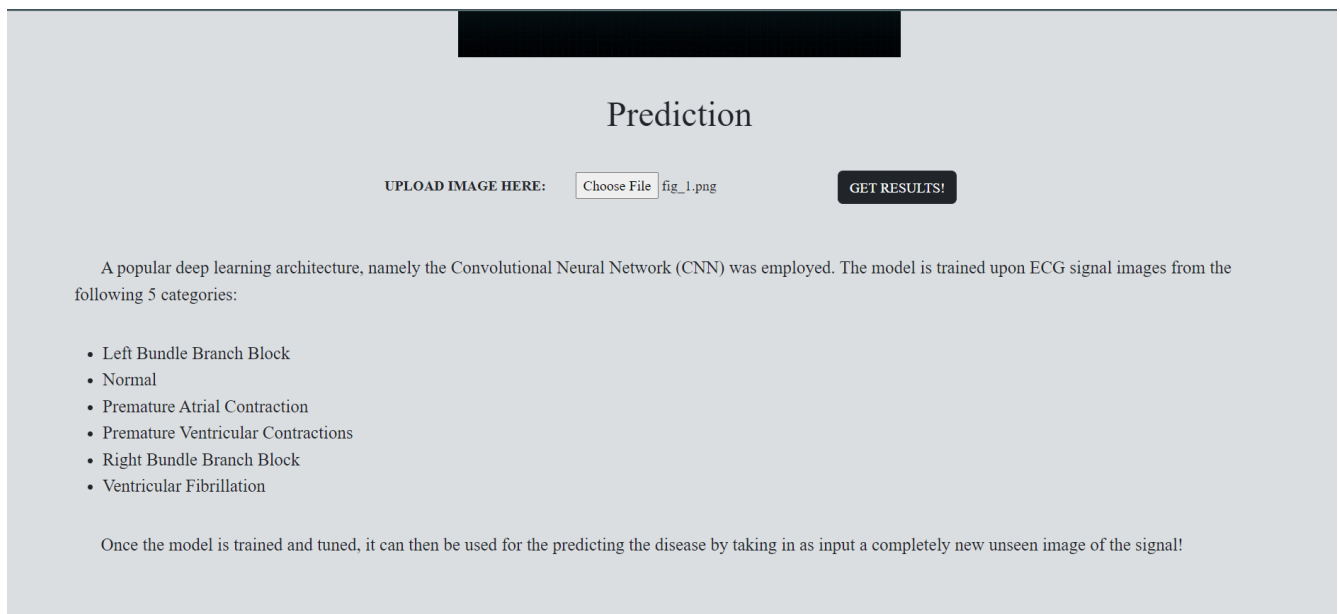 Prediction
UPLOAD IMAGE HERE: Choose File fig_1.png GET RESULTS!
A popular deep learning architecture, namely the Convolutional Neural Network (CNN) was employed. The model is trained upon ECG signal images from the
following 5 categories:
• Left Bundle Branch Block
• Normal
• Premature Atrial Contraction
• Premature Ventricular Contractions
• Right Bundle Branch Block
• Ventricular Fibrillation
Once the model is trained and tuned, it can then be used for the predicting the disease by taking in as input a completely new unseen image of the signal!